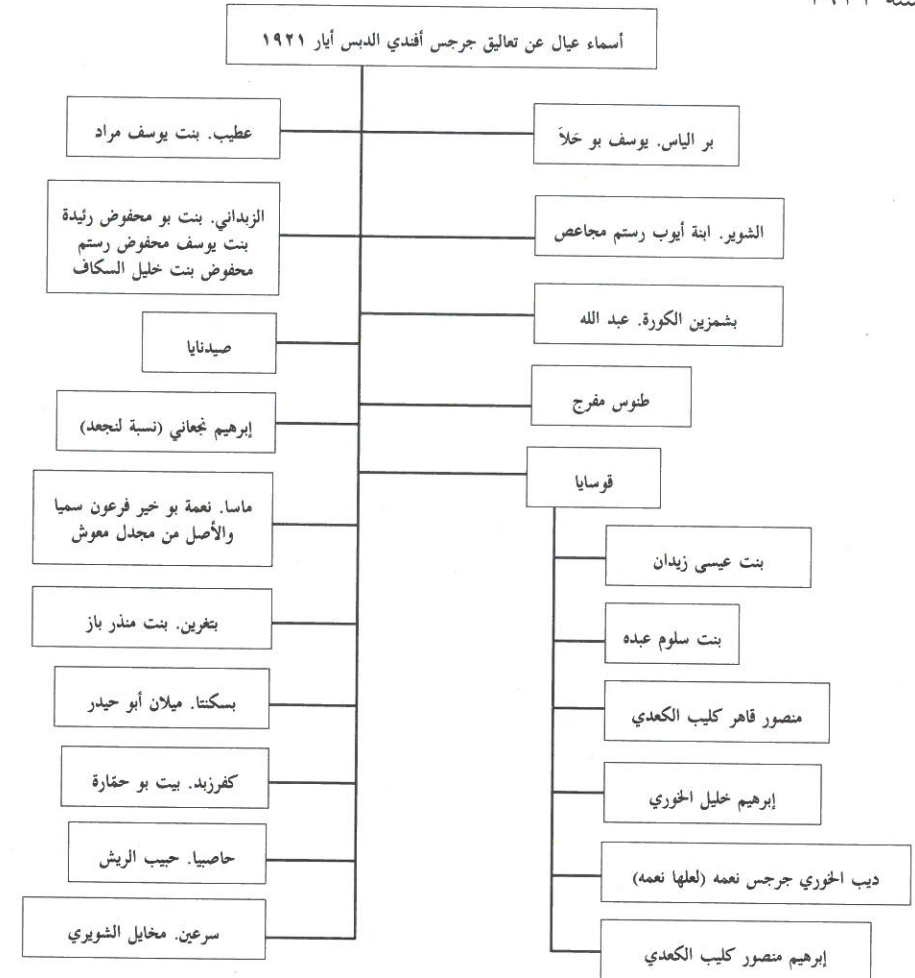 سنة ١٩٢١
أسماء عيال عن تعاليق جرجس أفندي الدبس أيار ١٩٢١
بر الياس. يوسف بو حَلاَ
عطيب. بنت يوسف مراد
الشوير. ابنة أيوب رستم مجاعص
الزبداني. بنت بو محفوض رئيدة
بنت يوسف محفوض رستم
محفوض بنت خليل السكاف
بشمزين الكورة. عبد الله
صيدنايا
طنوس مفرج
إبرهيم نجعاني (نسبة لنجعد)
قوسايا
ماسا. نعمة بو خير فرعون سميا
والأصل من مجدل معوش
بنت عيسى زيدان
بتغرين. بنت منذر باز
بنت سلوم عبده
بسكنتا. ميلان أبو حيدر
منصور قاهر كليب الكعدي
كفرزبد. بيت بو حمّارة
إبرهيم خليل الخوري
حاصبيا. حبيب الريش
ديب الخوري جرجس نعمه (لعلها نعمه)
سرعين. مخايل الشويري
إبرهيم منصور كليب الكعدي